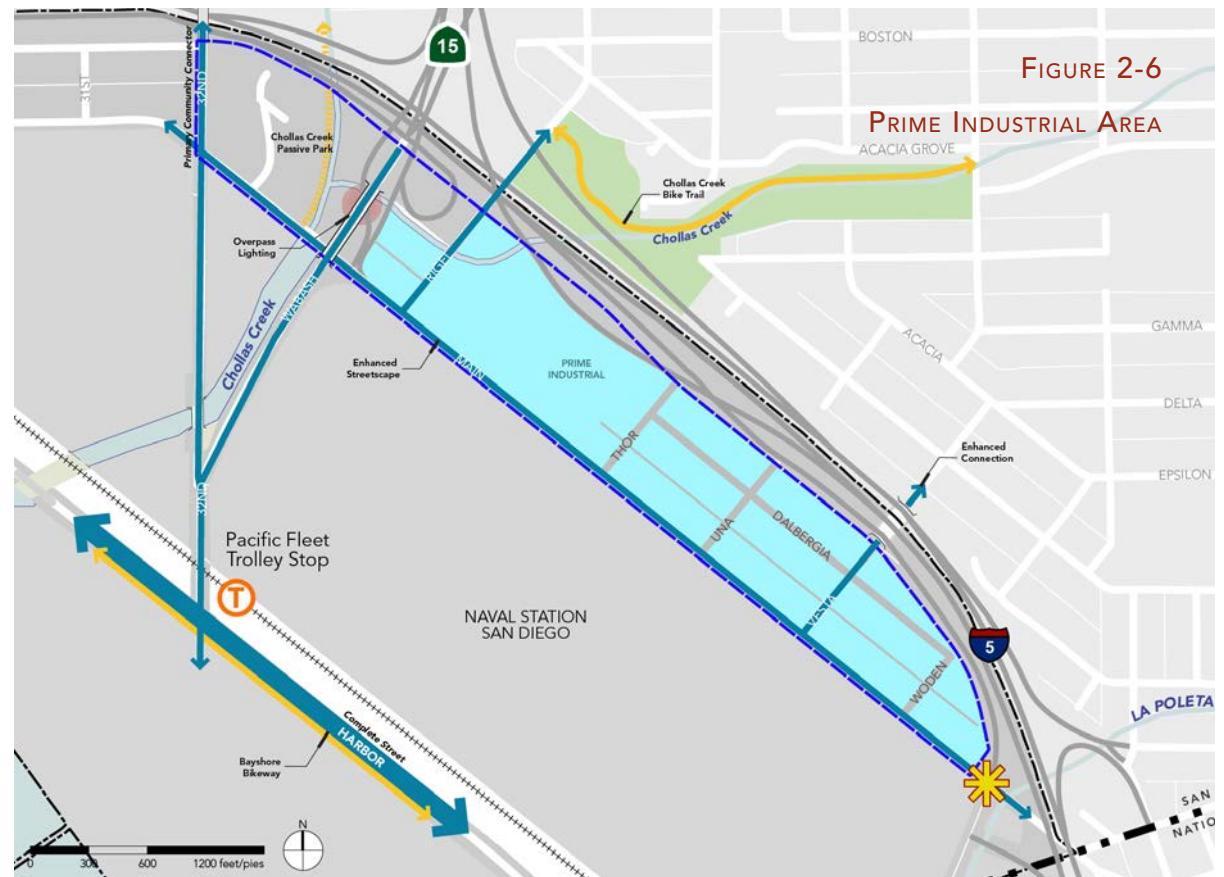 FIGURE 2-6
PRIME INDUSTRIAL AREA
BOSTON
15
31ST
32ND
Primary Community Connector
Chollas Creek
Passive Park
ACACIA GROVE
Chollas Creek
Bike Trail
Chollas Creek
Overpass
Lighting
WABASH
RIGEL
Chollas Creek
Enhanced
Streetscape
MAIN
PRIME
INDUSTRIAL
ACACIA
GAMMA
DELTA
EPSILON
Enhanced
Connection
THOR
UNA
DALBERGIA
VESTA
WODEN
32ND
Pacific Fleet
Trolley Stop
T
NAVAL STATION
SAN DIEGO
5
LA POLETA
Complete Street
HARBOR
Bayshore
Bikeway
N
0 300 600 1200 feet/pies
SAN
NATIO